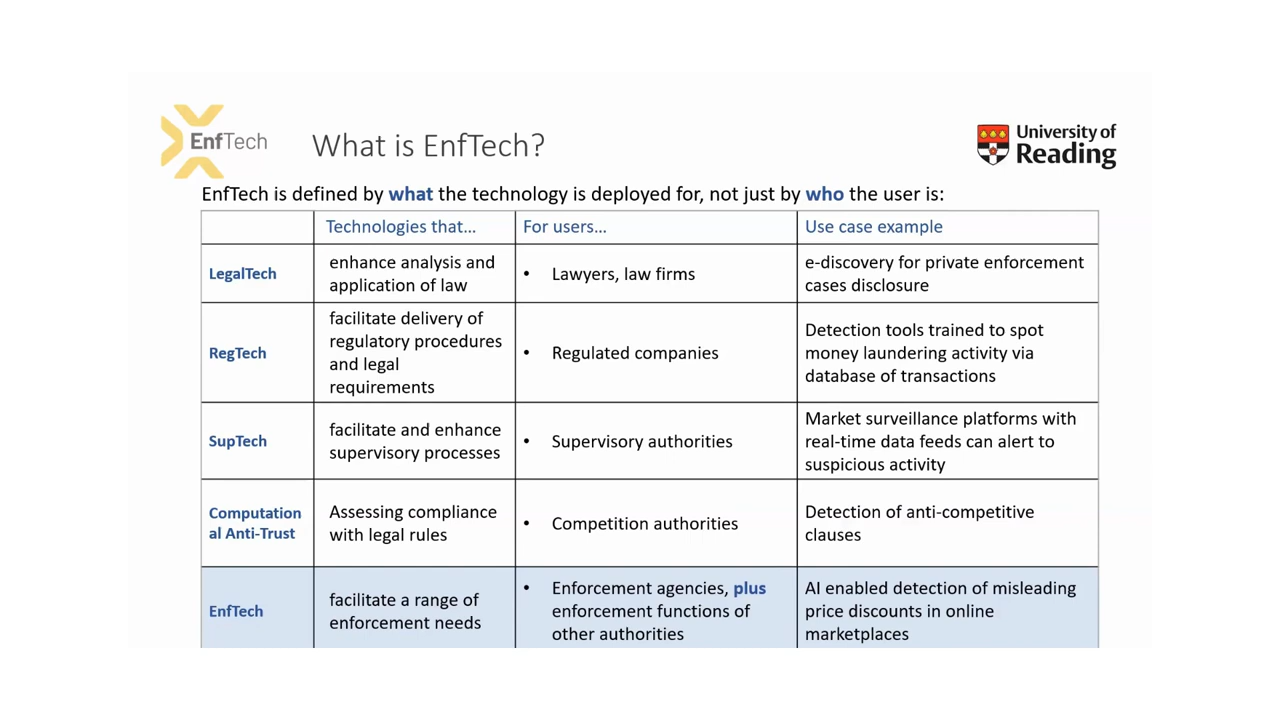 EnfTech
What is EnfTech?
University of
Reading
EnfTech is defined by what the technology is deployed for, not just by who the user is:
Technologies that...
For users...
Use case example
LegalTech
enhance analysis and
application of law
• Lawyers, law firms
e-discovery for private enforcement
cases disclosure
RegTech
facilitate delivery of
regulatory procedures
and legal
requirements
• Regulated companies
Detection tools trained to spot
money laundering activity via
database of transactions
SupTech
facilitate and enhance
supervisory processes
• Supervisory authorities
Market surveillance platforms with
real-time data feeds can alert to
suspicious activity
Computation
al Anti-Trust
Assessing compliance
with legal rules
• Competition authorities
Detection of anti-competitive
clauses
EnfTech
facilitate a range of
enforcement needs
• Enforcement agencies, plus
enforcement functions of
other authorities
AI enabled detection of misleading
price discounts in online
marketplaces